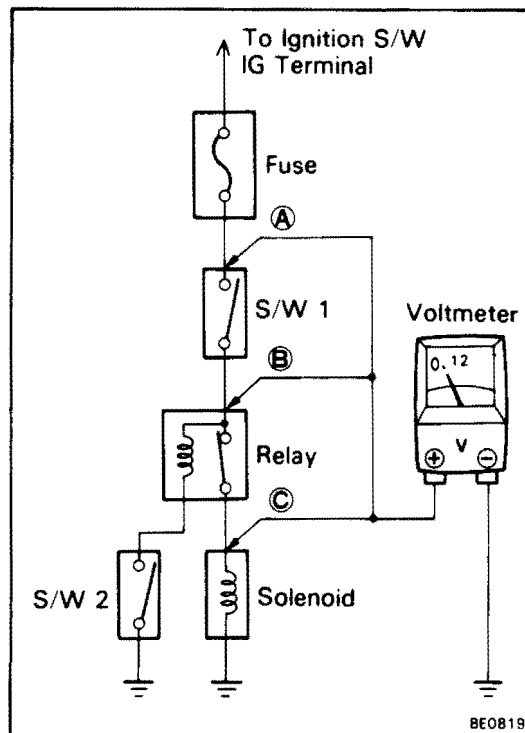 To Ignition S/W
IG Terminal
Fuse
A
S/W 1
Voltmeter
0.12
B
V
Relay
+ −
C
S/W 2
Solenoid
BE0819